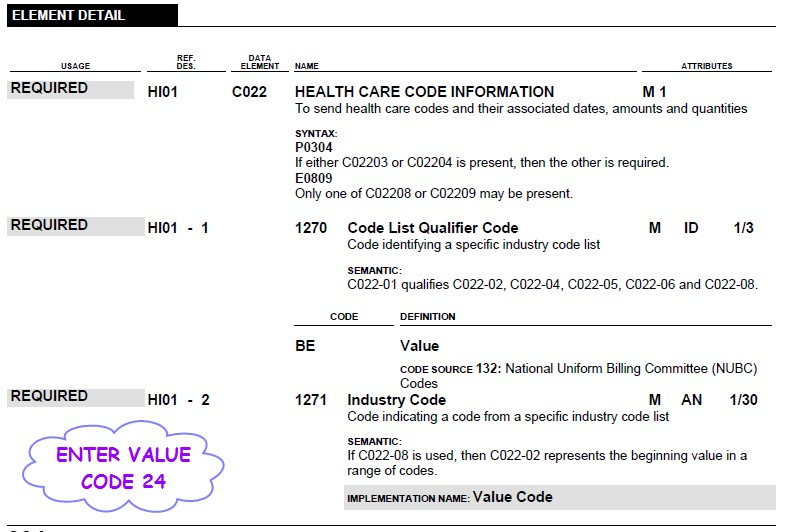 ELEMENT DETAIL
USAGE REF. DES. DATA ELEMENT NAME ATTRIBUTES
REQUIRED HI01 C022 HEALTH CARE CODE INFORMATION M 1
To send health care codes and their associated dates, amounts and quantities
SYNTAX:
P0304
If either C02203 or C02204 is present, then the other is required.
E0809
Only one of C02208 or C02209 may be present.
REQUIRED HI01 - 1 1270 Code List Qualifier Code M ID 1/3
Code identifying a specific industry code list
SEMANTIC:
C022-01 qualifies C022-02, C022-04, C022-05, C022-06 and C022-08.
CODE DEFINITION
BE Value
CODE SOURCE 132: National Uniform Billing Committee (NUBC)
Codes
REQUIRED HI01 - 2 1271 Industry Code M AN 1/30
Code indicating a code from a specific industry code list
SEMANTIC:
If C022-08 is used, then C022-02 represents the beginning value in a
range of codes.
IMPLEMENTATION NAME: Value Code
ENTER VALUE
CODE 24